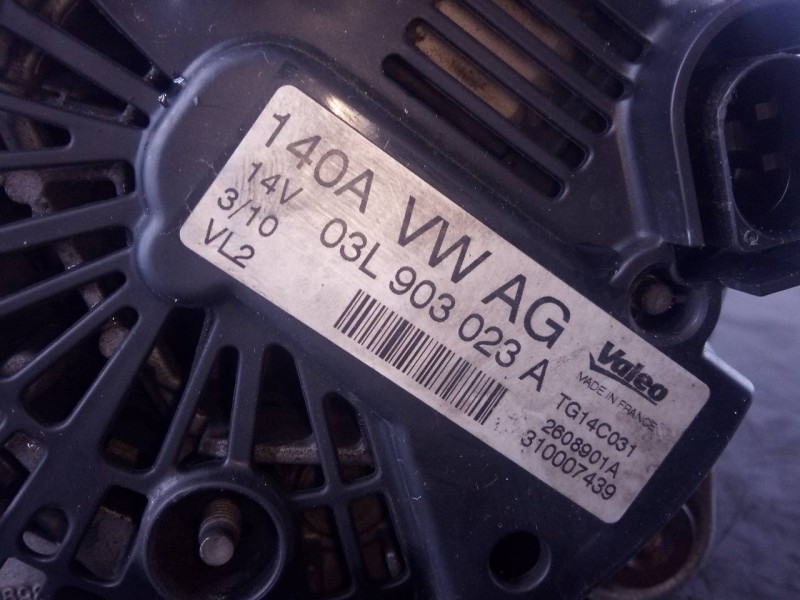 140A VW AG
14V 03L 903 023 A
3/10
VL2
Valeo
MADE IN FRANCE
TG14C031
2608901A
310007439